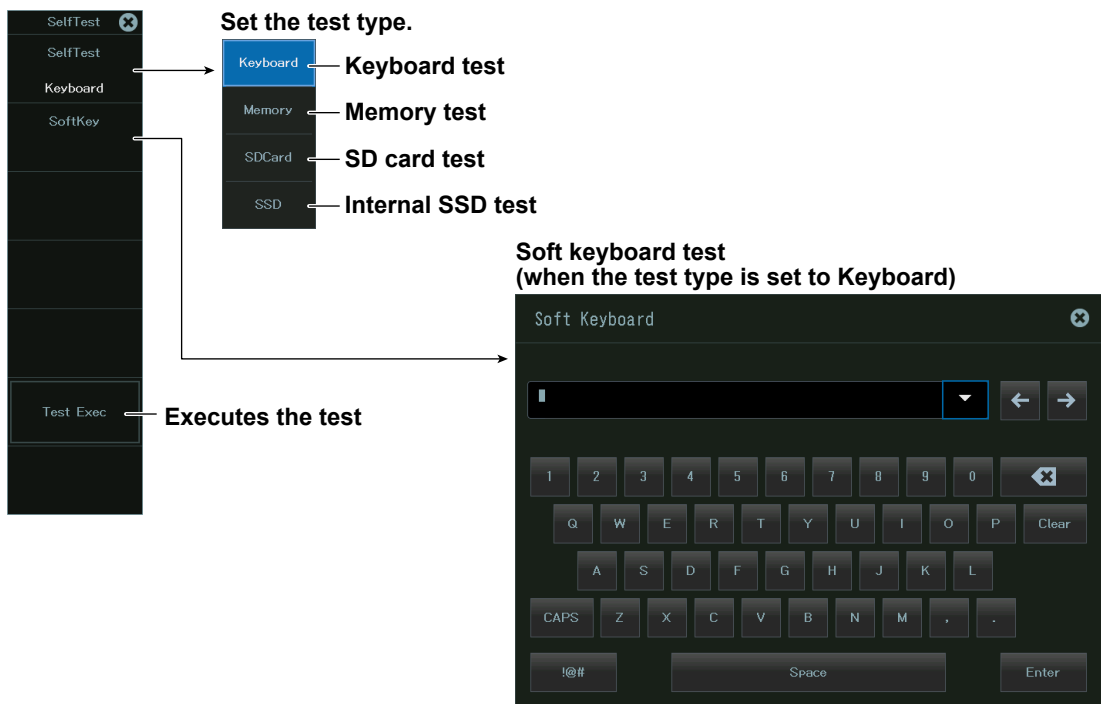 SelfTest
SelfTest
Keyboard
SoftKey
Test Exec
Executes the test
Set the test type.
Keyboard
Keyboard test
Memory
Memory test
SDCard
SD card test
SSD
Internal SSD test
Soft keyboard test
(when the test type is set to Keyboard)
Soft Keyboard
1 2 3 4 5 6 7 8 9 0
Q W E R T Y U I O P Clear
A S D F G H J K L
CAPS Z X C V B N M , .
!@# Space Enter